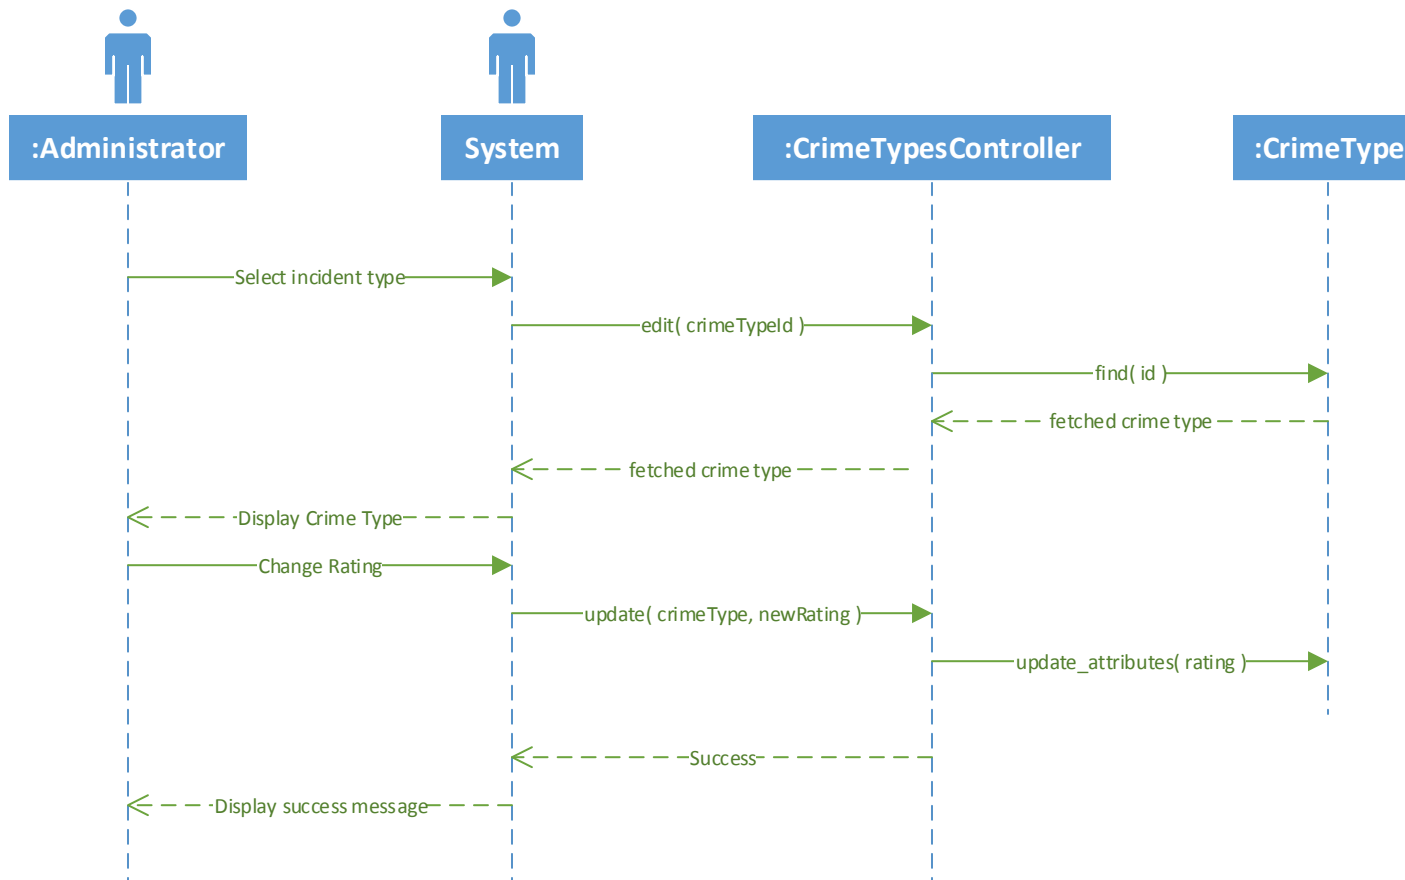 :Administrator
System
:CrimeTypesController
:CrimeType
Select incident type
edit( crimeTypeId )
find( id )
fetched crime type
fetched crime type
Display Crime Type
Change Rating
update( crimeType, newRating )
update_attributes( rating )
Success
Display success message